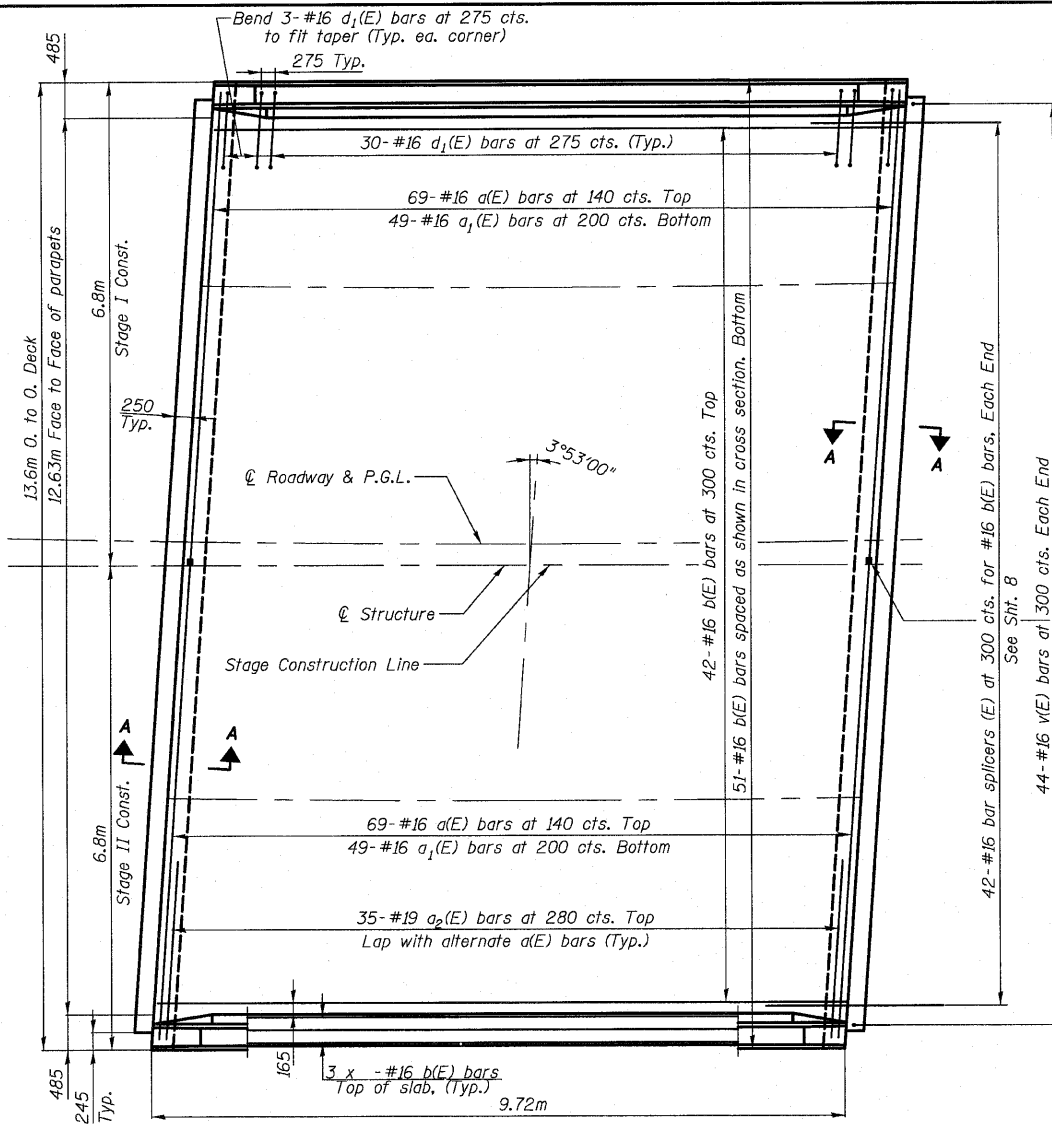 Bend 3-#16 d₁(E) bars at 275 cts.
to fit taper (Typ. ea. corner)
485
275 Typ.
30-#16 d₁(E) bars at 275 cts. (Typ.)
69-#16 a(E) bars at 140 cts. Top
49-#16 a₁(E) bars at 200 cts. Bottom
13.6m O. to O. Deck
12.63m Face to Face of parapets
6.8m
Stage I Const.
250
Typ.
3°53'00"
℄ Roadway & P.G.L.
℄ Structure
Stage Construction Line
A
A
A
A
42-#16 b(E) bars at 300 cts. Top
51-#16 b(E) bars spaced as shown in cross section. Bottom
42-#16 bar splicers (E) at 300 cts. for #16 b(E) bars, Each End
See Sht. 8
44-#16 v(E) bars at 300 cts. Each End
6.8m
Stage II Const.
69-#16 a(E) bars at 140 cts. Top
49-#16 a₁(E) bars at 200 cts. Bottom
35-#19 a₂(E) bars at 280 cts. Top
Lap with alternate a(E) bars (Typ.)
485
245
Typ.
165
3 x -#16 b(E) bars
Top of slab, (Typ.)
9.72m